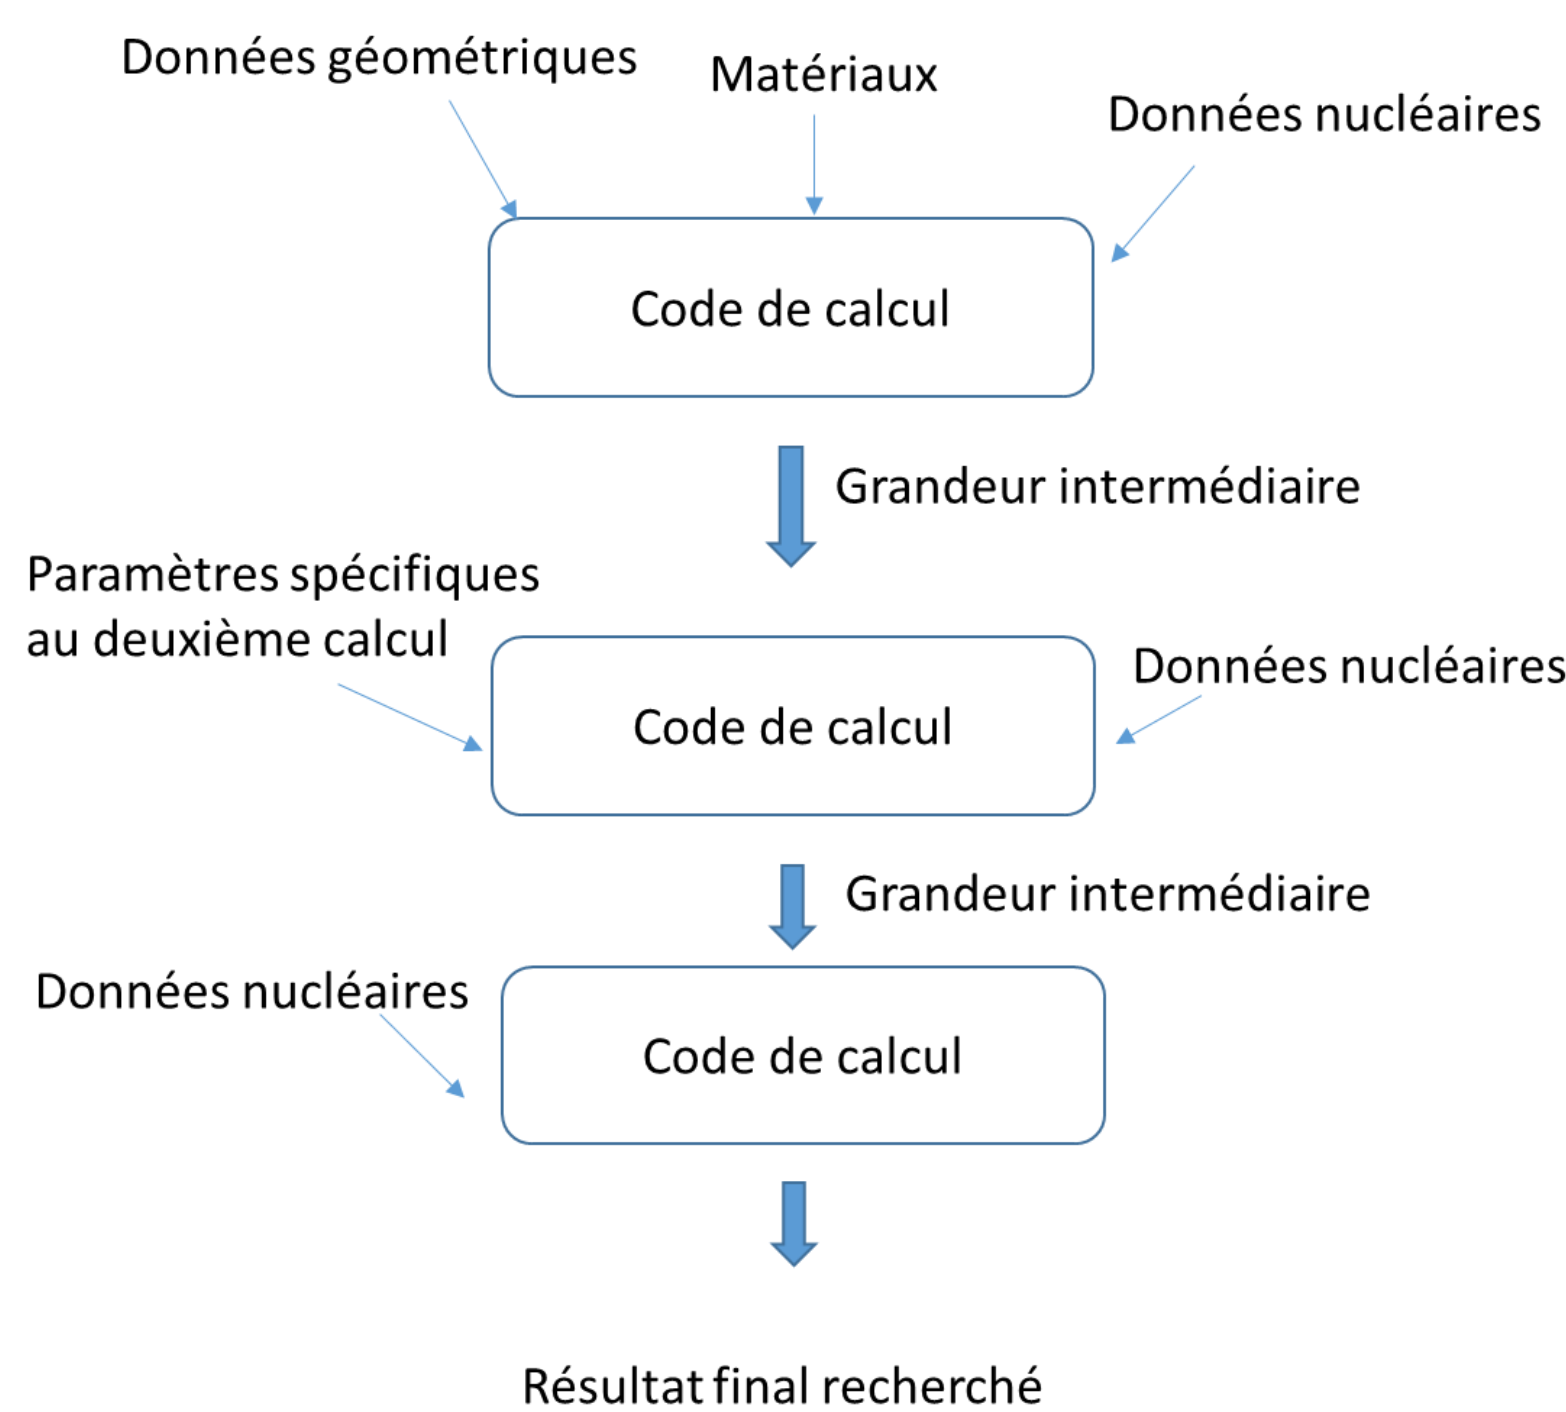 Données géométriques
Matériaux
Données nucléaires
Code de calcul
Grandeur intermédiaire
Paramètres spécifiques
au deuxième calcul
Données nucléaires
Code de calcul
Grandeur intermédiaire
Données nucléaires
Code de calcul
Résultat final recherché